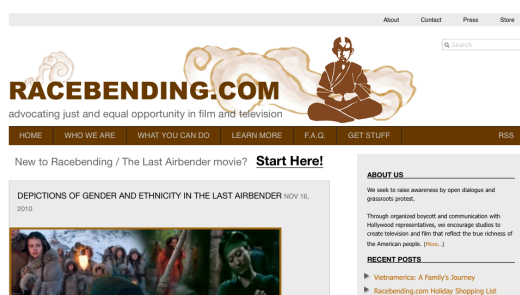 About Contact Press Store
Search
RACEBENDING.COM
advocating just and equal opportunity in film and television
HOME WHO WE ARE WHAT YOU CAN DO LEARN MORE F.A.Q. GET STUFF RSS
New to Racebending / The Last Airbender movie? Start Here!
DEPICTIONS OF GENDER AND ETHNICITY IN THE LAST AIRBENDER NOV 16,
2010
ABOUT US
We seek to raise awareness by open dialogue and
grassroots protest.
Through organized boycott and communication with
Hollywood representatives, we encourage studios to
create television and film that reflect the true richness of
the American people. (More...)
RECENT POSTS
Vietnamerica: A Family's Journey
Racebending.com Holiday Shopping List